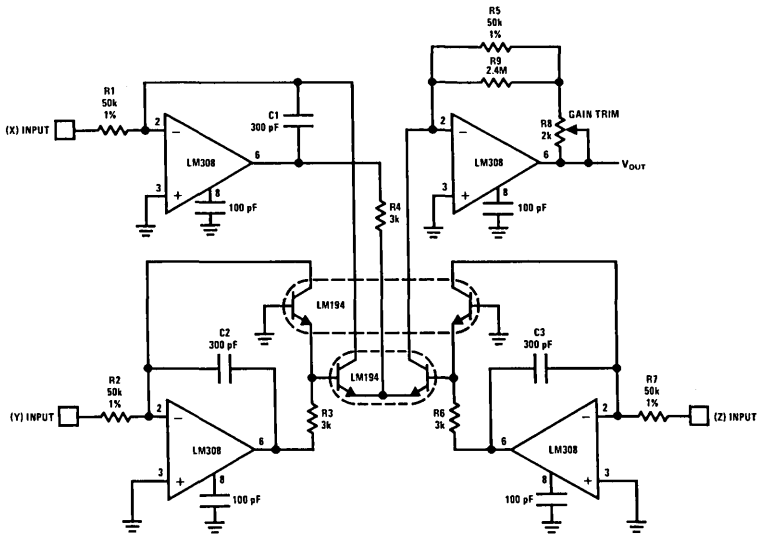 R5
50k
1%
R9
2.4M
R1
50k
1%
(X) INPUT
2
−
C1
300 pF
LM308
6
3
+
8
100 pF
R4
3k
2
−
GAIN TRIM
R8
2k
LM308
6
VOUT
3
+
8
100 pF
LM194
C2
300 pF
C3
300 pF
LM194
R2
50k
1%
(Y) INPUT
2
−
R3
3k
R6
3k
R7
50k
1%
(Z) INPUT
2
−
LM308
6
6
LM308
3
+
8
100 pF
8
100 pF
+
3